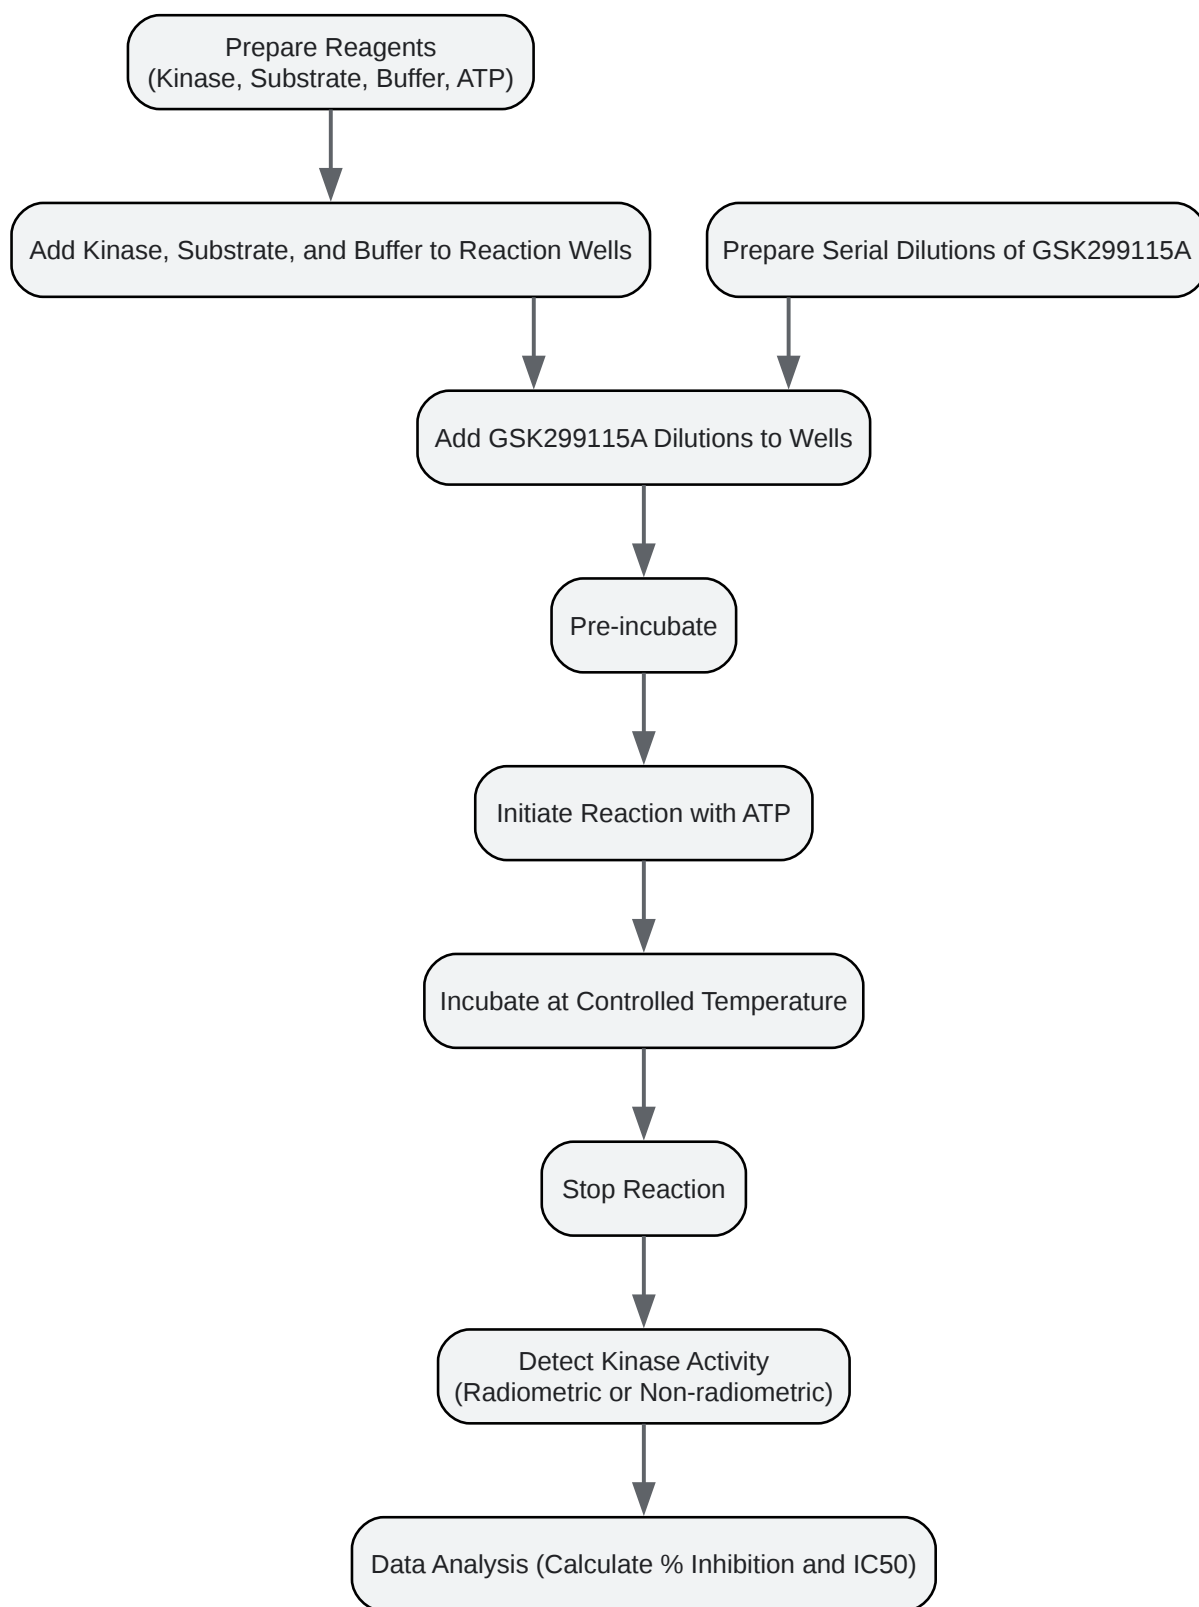 Prepare Reagents
(Kinase, Substrate, Buffer, ATP)
Add Kinase, Substrate, and Buffer to Reaction Wells
Prepare Serial Dilutions of GSK299115A
Add GSK299115A Dilutions to Wells
Pre-incubate
Initiate Reaction with ATP
Incubate at Controlled Temperature
Stop Reaction
Detect Kinase Activity
(Radiometric or Non-radiometric)
Data Analysis (Calculate % Inhibition and IC50)